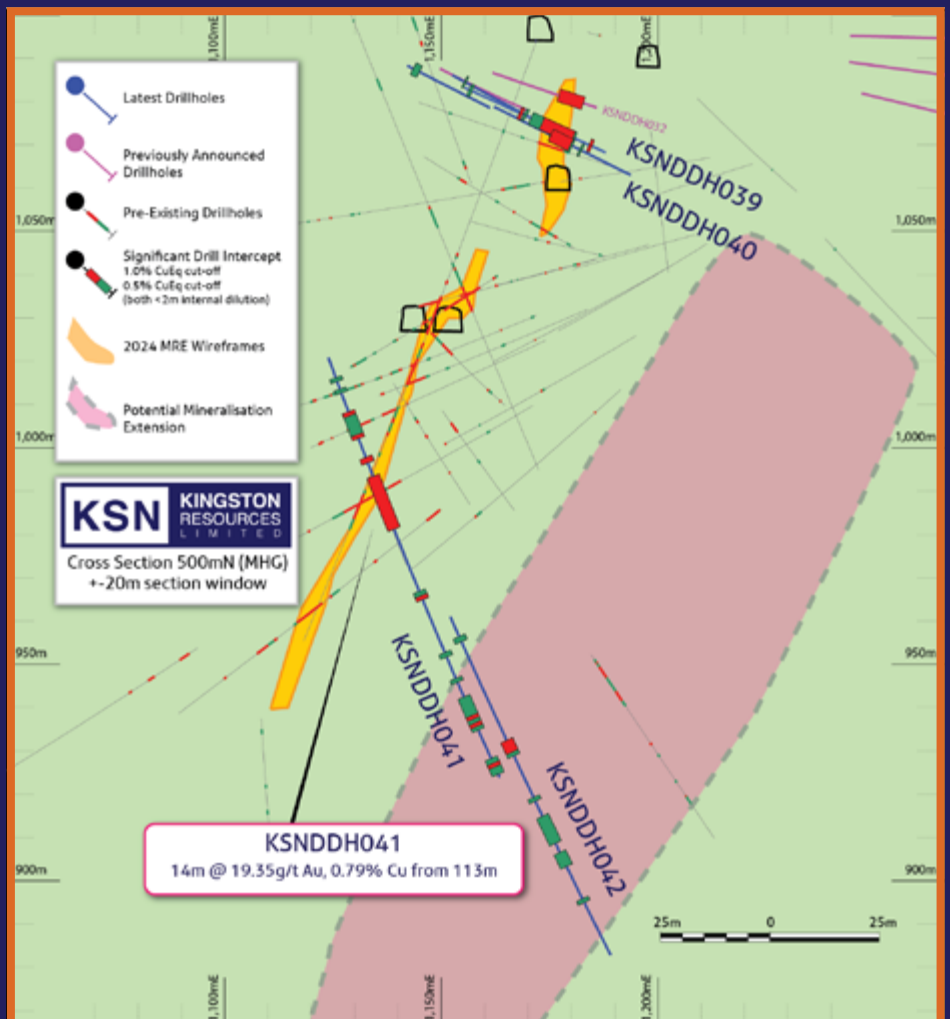 1,100mE
1,150mE
1,200mE
Latest Drillholes
Previously Announced
Drillholes
Pre-Existing Drillholes
Significant Drill Intercept
1.0% CuEq cut-off
0.5% CuEq cut-off
(both <2m internal dilution)
2024 MRE Wireframes
Potential Mineralisation
Extension
KSN
KINGSTON
RESOURCES
LIMITED
Cross Section 500mN (MHG)
+-20m section window
KSNDDH032
KSNDDH039
KSNDDH040
1,050m
1,050m
1,000m
1,000m
950m
950m
KSNDDH041
KSNDDH042
KSNDDH041
14m @ 19.35g/t Au, 0.79% Cu from 113m
900m
900m
25m
0
25m
1,100mE
1,150mE
1,200mE